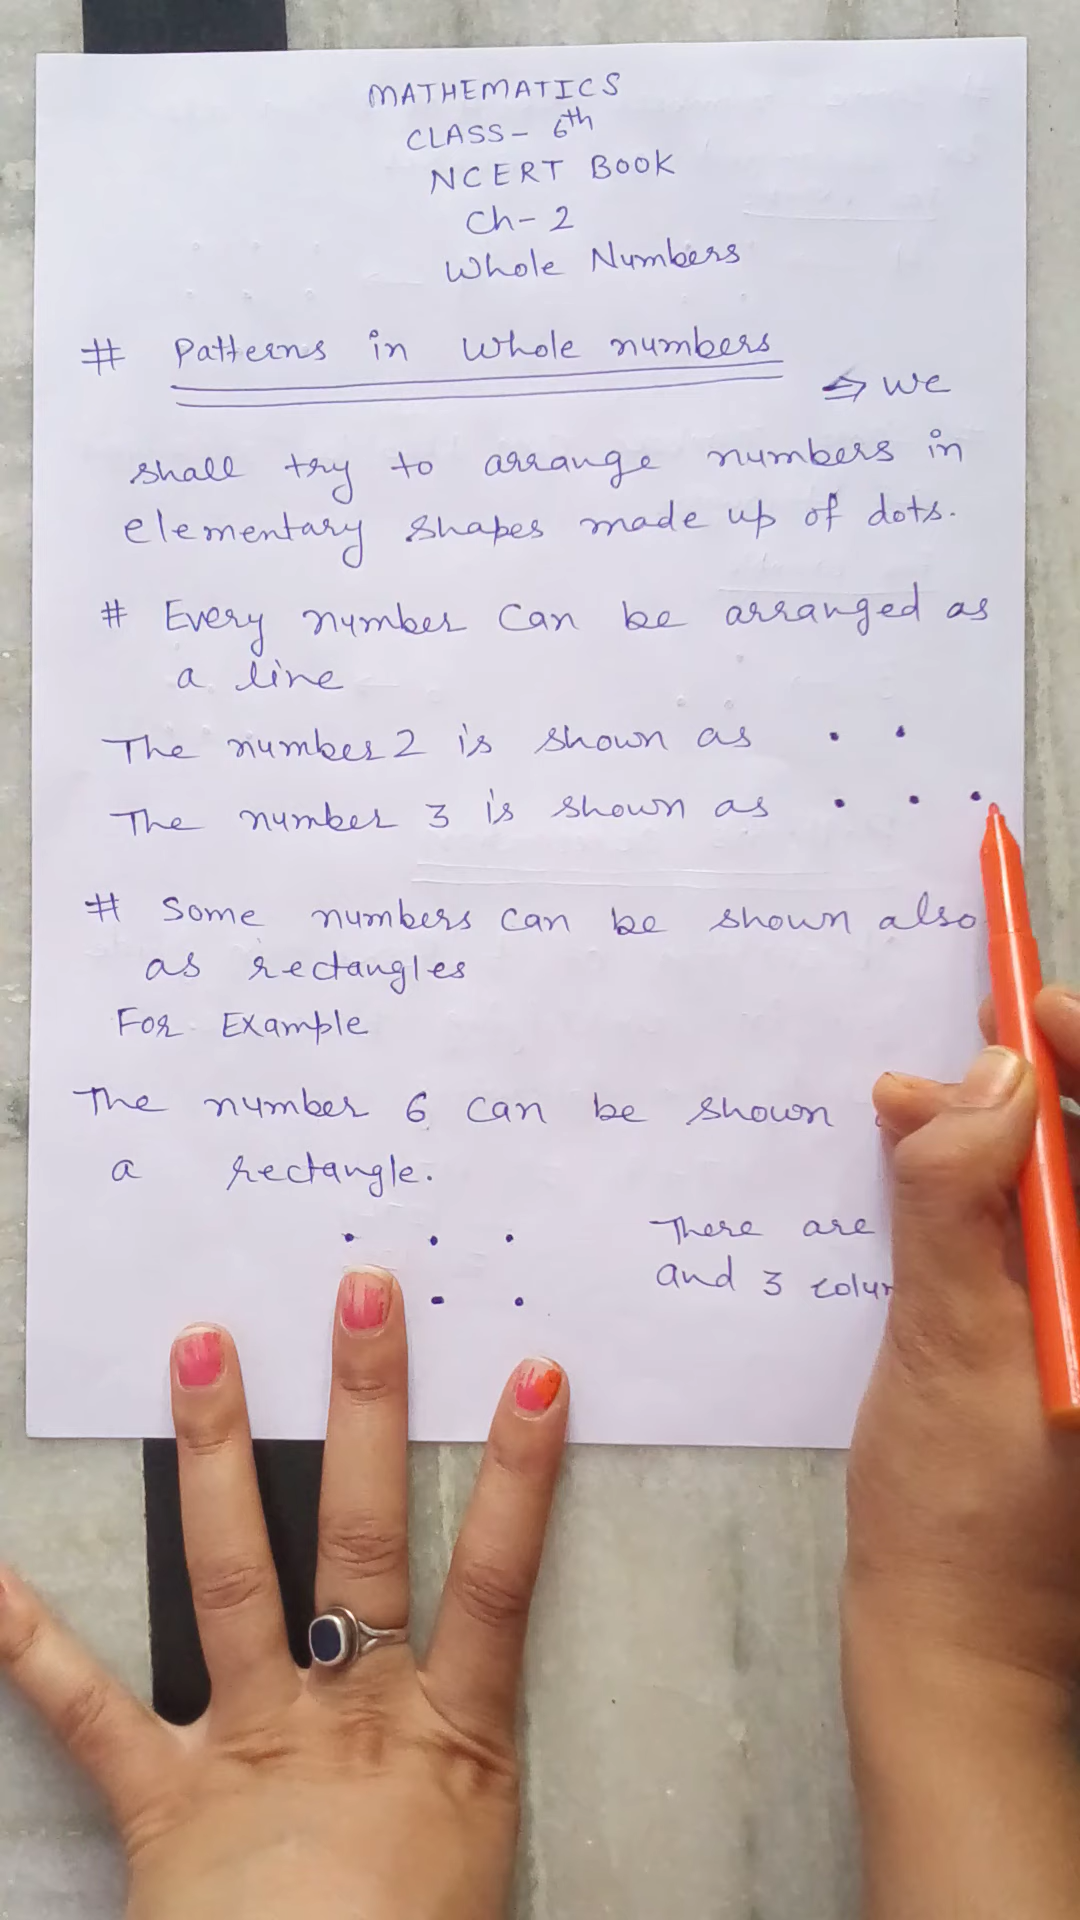 MATHEMATICS
CLASS- 6th
NCERT BOOK
Ch- 2
Whole Numbers
# Patterns in Whole numbers
⇒ we
shall try to arrange numbers in
elementary shapes made up of dots.
# Every number can be arranged as
a line
The number 2 is shown as . .
The number 3 is shown as . . .
# Some numbers can be shown also
as rectangles
For Example
The number 6 can be shown
a rectangle.
There are
and 3